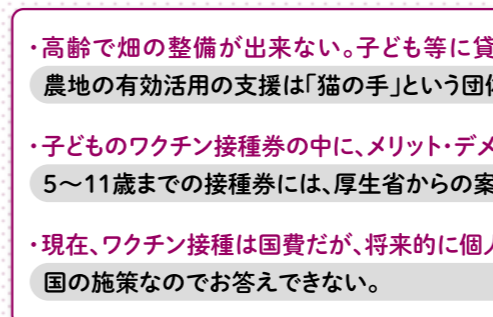 ・高齢で畑の整備が出来ない。子ども等に貸
農地の有効活用の支援は「猫の手」という団体
・子どものワクチン接種券の中に、メリット・デメ
5〜11歳までの接種券には、厚生省からの案
・現在、ワクチン接種は国費だが、将来的に個人
国の施策なのでお答えできない。